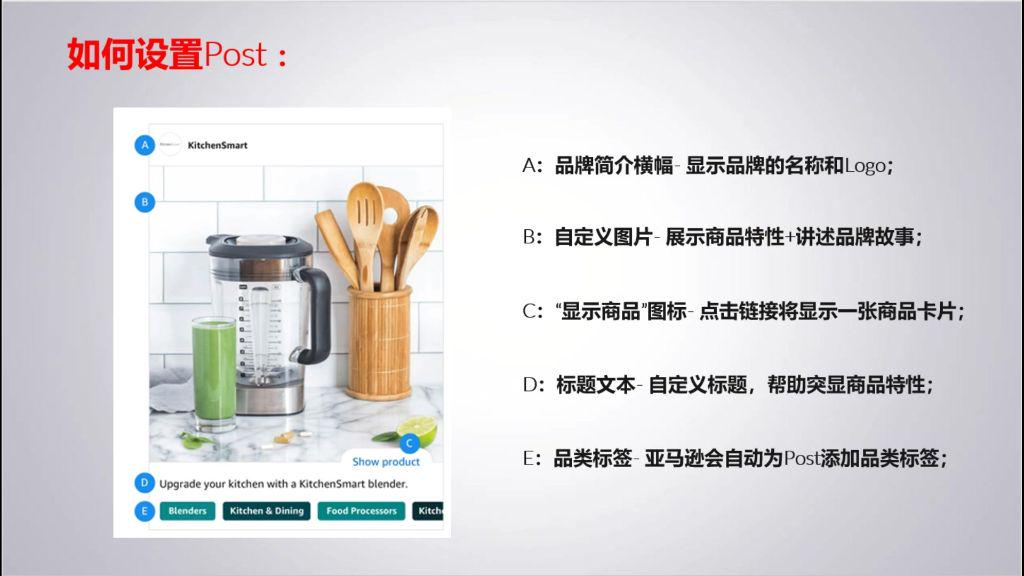 如何设置Post：
A
KitchenSmart
B
C
Show product
D
Upgrade your kitchen with a KitchenSmart blender.
E
Blenders
Kitchen & Dining
Food Processors
Kitche
A：品牌简介横幅- 显示品牌的名称和Logo；
B：自定义图片- 展示商品特性+讲述品牌故事；
C：“显示商品”图标- 点击链接将显示一张商品卡片；
D：标题文本- 自定义标题，帮助突显商品特性；
E：品类标签- 亚马逊会自动为Post添加品类标签；